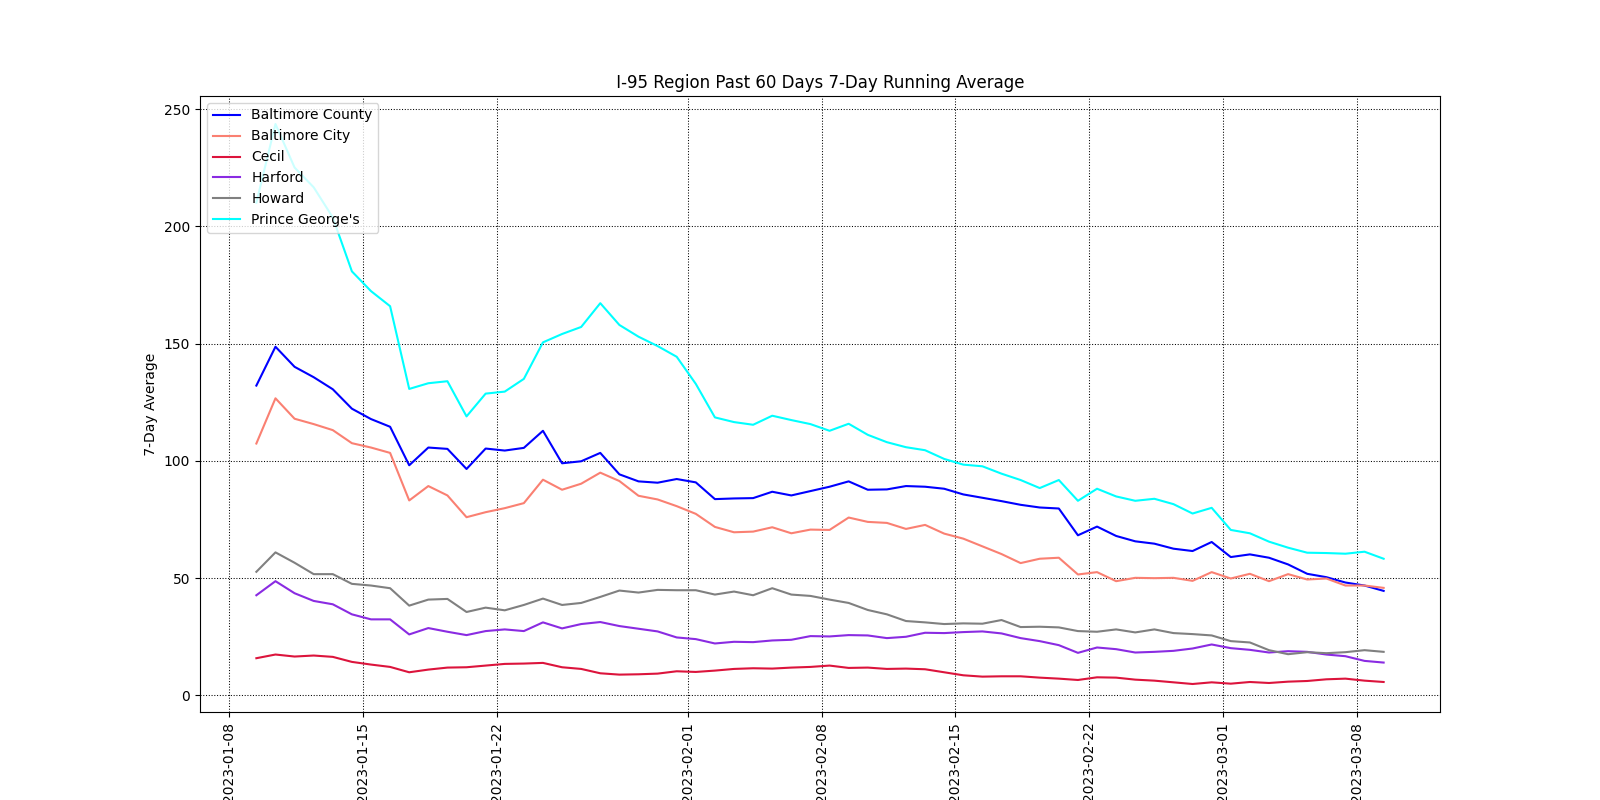 I-95 Region Past 60 Days 7-Day Running Average
250
200
150
100
50
0
7-Day Average
Baltimore County
Baltimore City
Cecil
Harford
Howard
Prince George's
2023-01-08
2023-01-15
2023-01-22
2023-02-01
2023-02-08
2023-02-15
2023-02-22
2023-03-01
2023-03-08